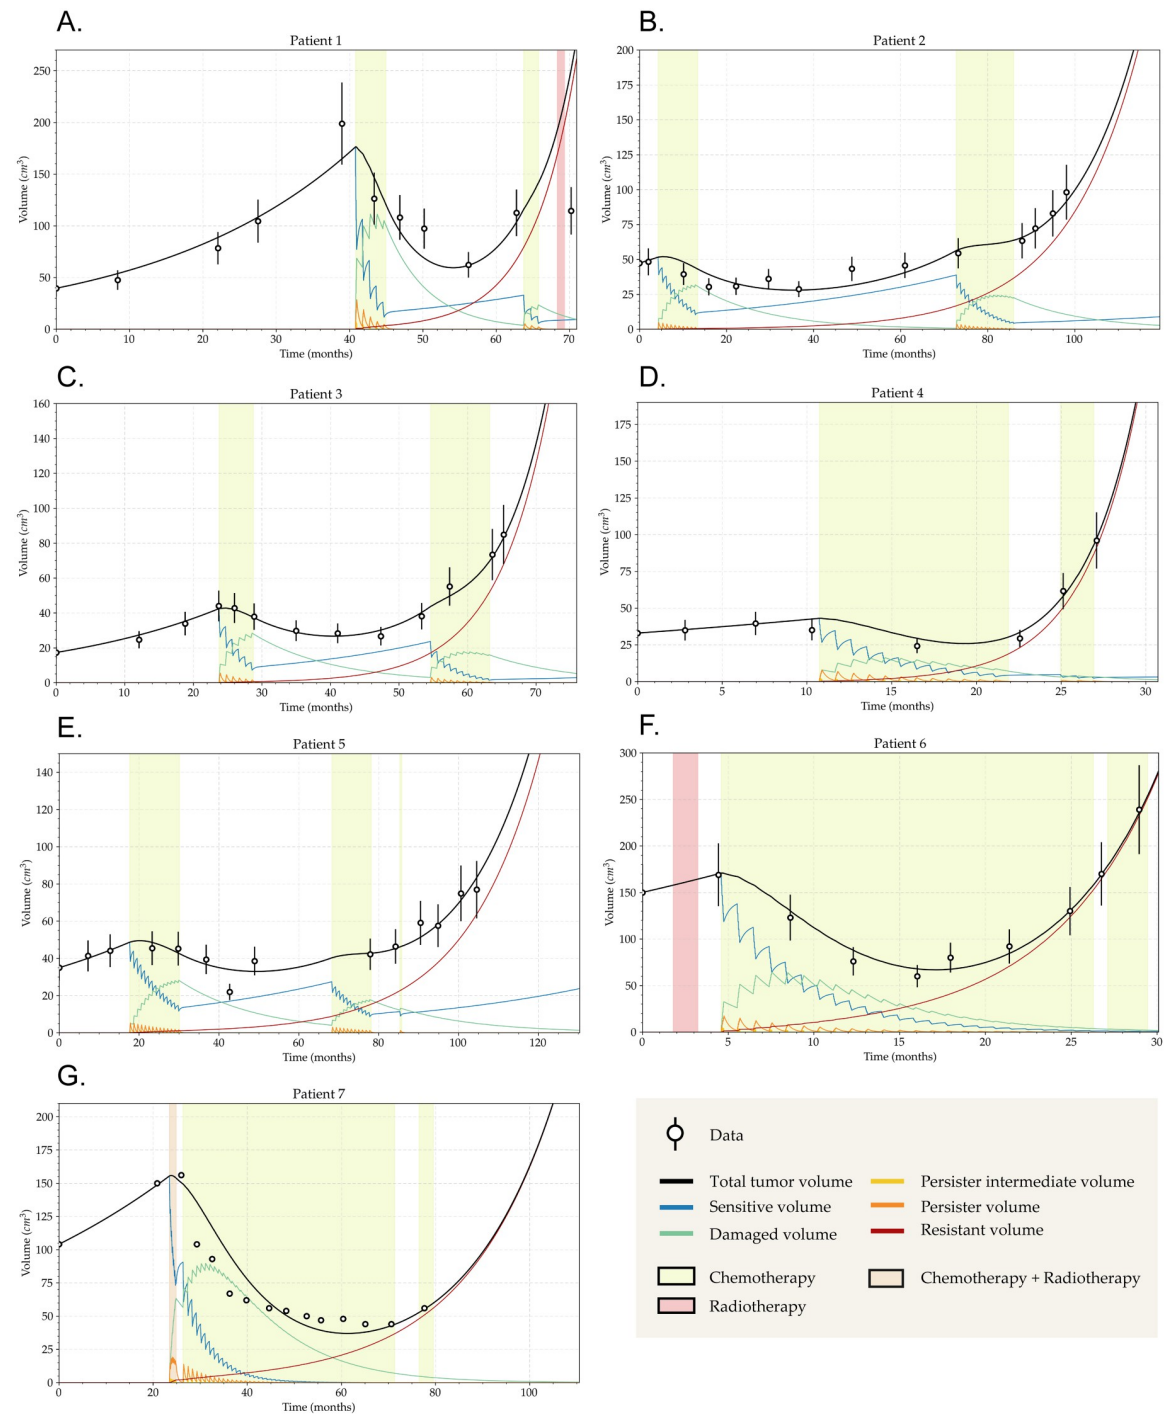 A.
Patient 1
250
200
150
100
50
0
Volume (cm³)
0 10 20 30 40 50 60 70
Time (months)
B.
Patient 2
200
175
150
125
100
75
50
25
0
Volume (cm³)
0 20 40 60 80 100
Time (months)
C.
Patient 3
160
140
120
100
80
60
40
20
0
Volume (cm³)
0 10 20 30 40 50 60 70
Time (months)
D.
Patient 4
175
150
125
100
75
50
25
0
Volume (cm³)
0 5 10 15 20 25 30
Time (months)
E.
Patient 5
140
120
100
80
60
40
20
0
Volume (cm³)
0 20 40 60 80 100 120
Time (months)
F.
Patient 6
300
250
200
150
100
50
0
Volume (cm³)
0 5 10 15 20 25 30
Time (months)
G.
Patient 7
200
175
150
125
100
75
50
25
0
Volume (cm³)
0 20 40 60 80 100
Time (months)
Data
Total tumor volume
Sensitive volume
Damaged volume
Persister intermediate volume
Persister volume
Resistant volume
Chemotherapy
Radiotherapy
Chemotherapy + Radiotherapy